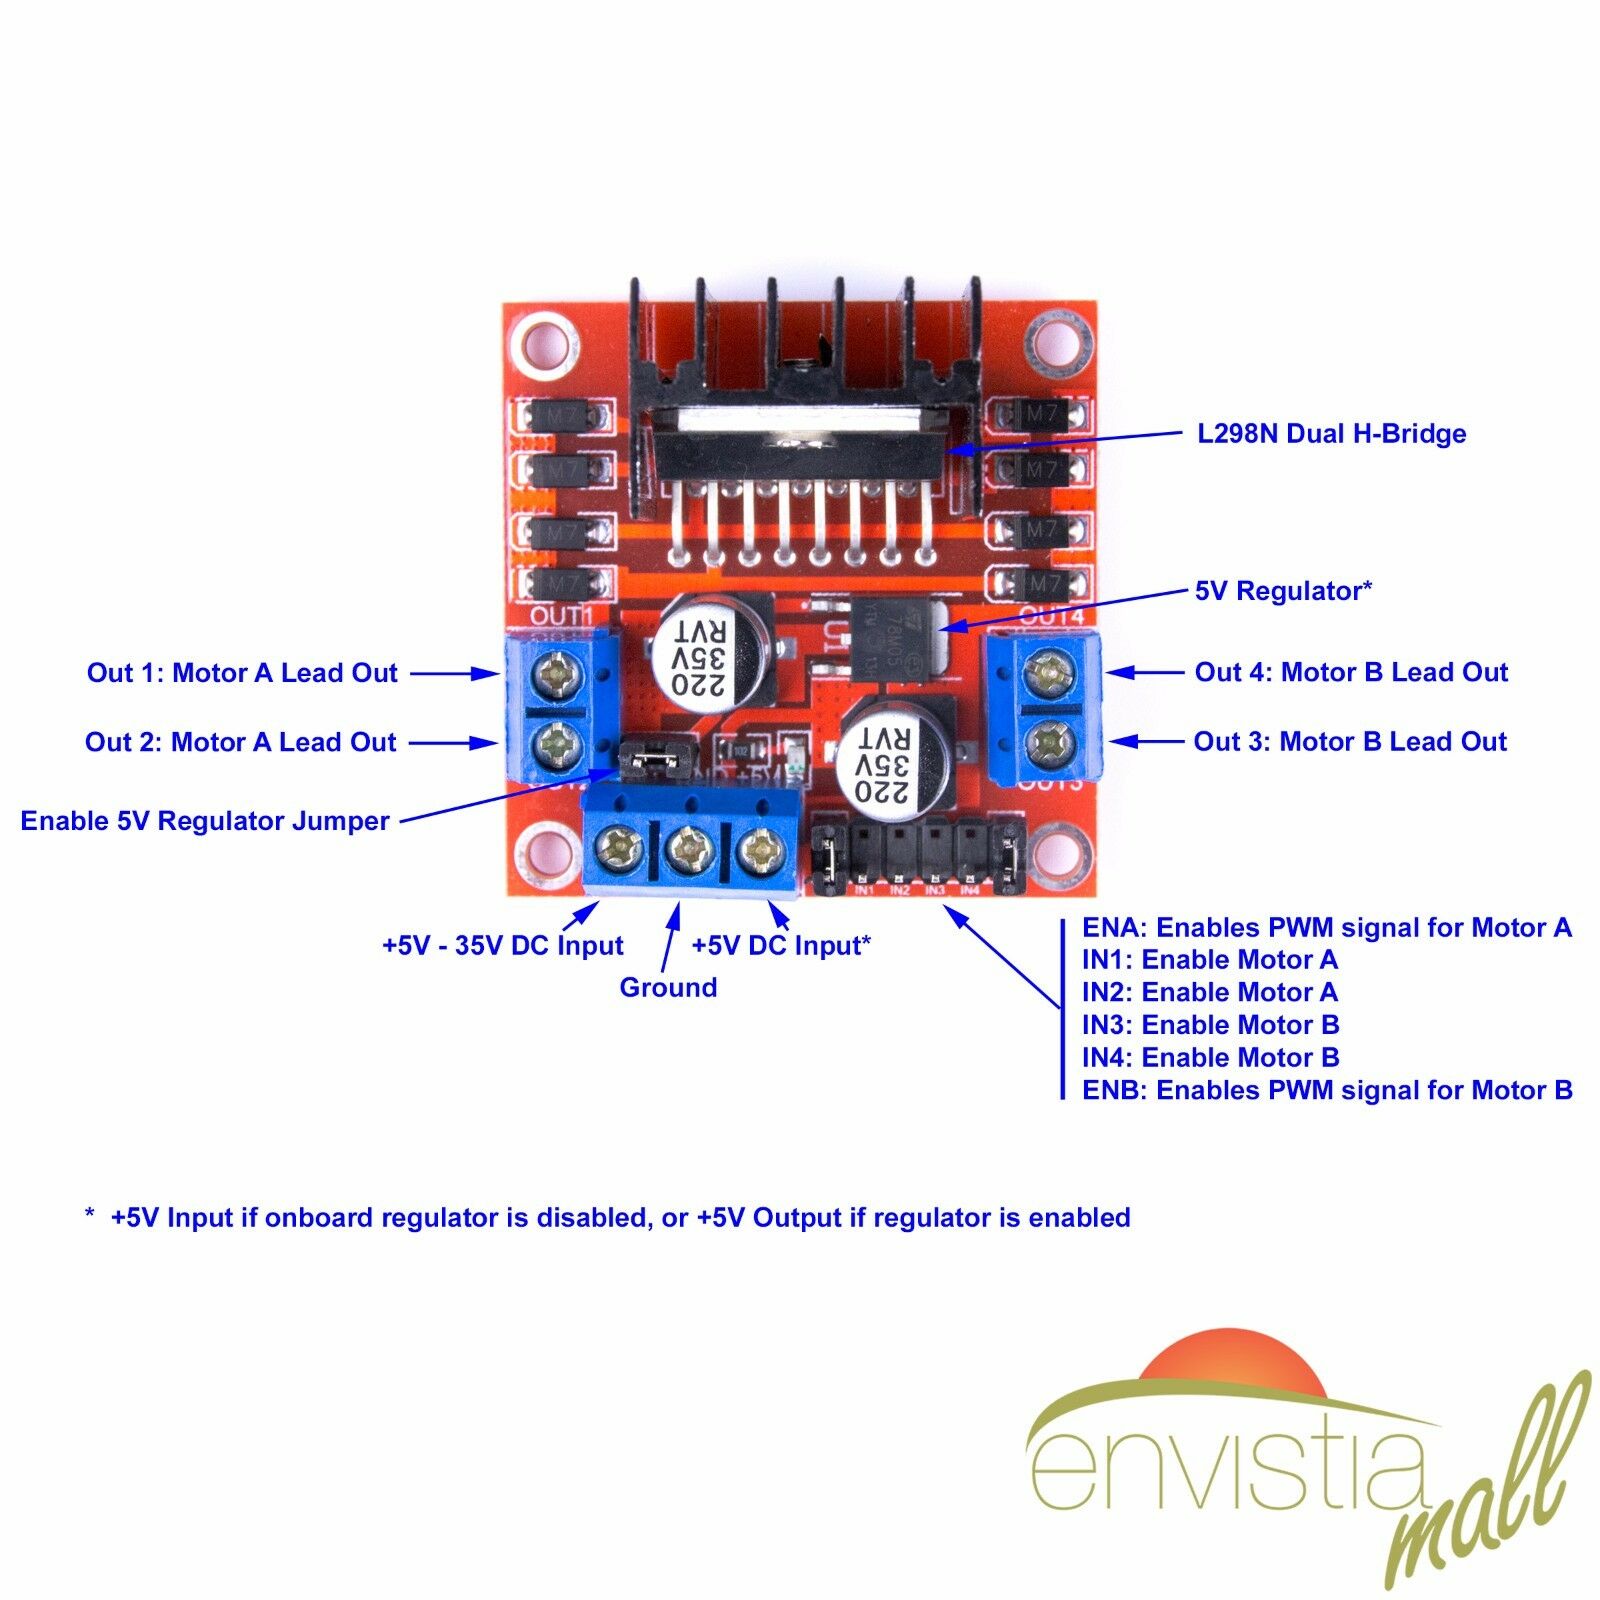 M7
M7
M7
M7
M7
M7
M7
M7
L298N Dual H-Bridge
5V Regulator*
OUT1
OUT4
220
35V
RVT
78M05
Out 1: Motor A Lead Out
Out 4: Motor B Lead Out
Out 2: Motor A Lead Out
Out 3: Motor B Lead Out
102
220
35V
RVT
Enable 5V Regulator Jumper
IN1 IN2 IN3 IN4
+5V - 35V DC Input
Ground
+5V DC Input*
ENA: Enables PWM signal for Motor A
IN1: Enable Motor A
IN2: Enable Motor A
IN3: Enable Motor B
IN4: Enable Motor B
ENB: Enables PWM signal for Motor B
* +5V Input if onboard regulator is disabled, or +5V Output if regulator is enabled
envistia
mall